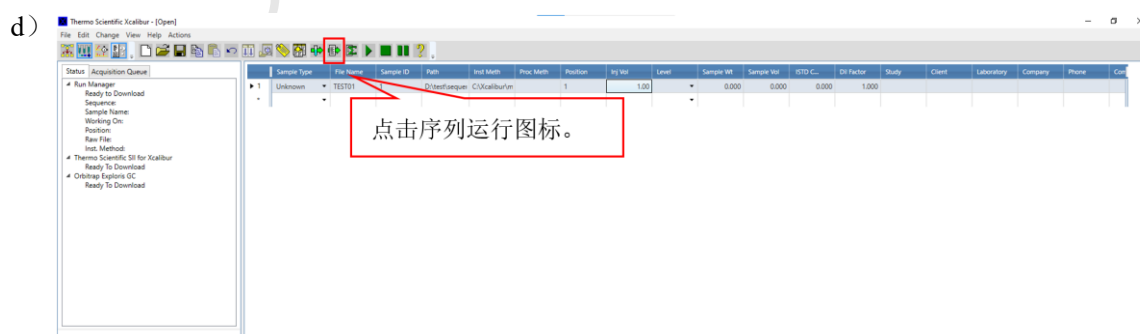 d）
Thermo Scientific Xcalibur - [Open]
File Edit Change View Help Actions
Status Acquisition Queue
Run Manager
Ready to Download
Sequence:
Sample Name:
Working On:
Position:
Raw File:
Inst. Method:
Thermo Scientific SII for Xcalibur
Ready To Download
Orbitrap Exploris GC
Ready To Download
Sample Type File Name Sample ID Path Inst Meth Proc Meth Position Inj Vol Level Sample Wt Sample Vol ISTD C... Dil Factor Study Client Laboratory Company Phone Com
1 Unknown TEST01 1 D:\test\seque C:\Xcalibur\m 1 1.00 0.000 0.000 0.000 1.000
*
点击序列运行图标。